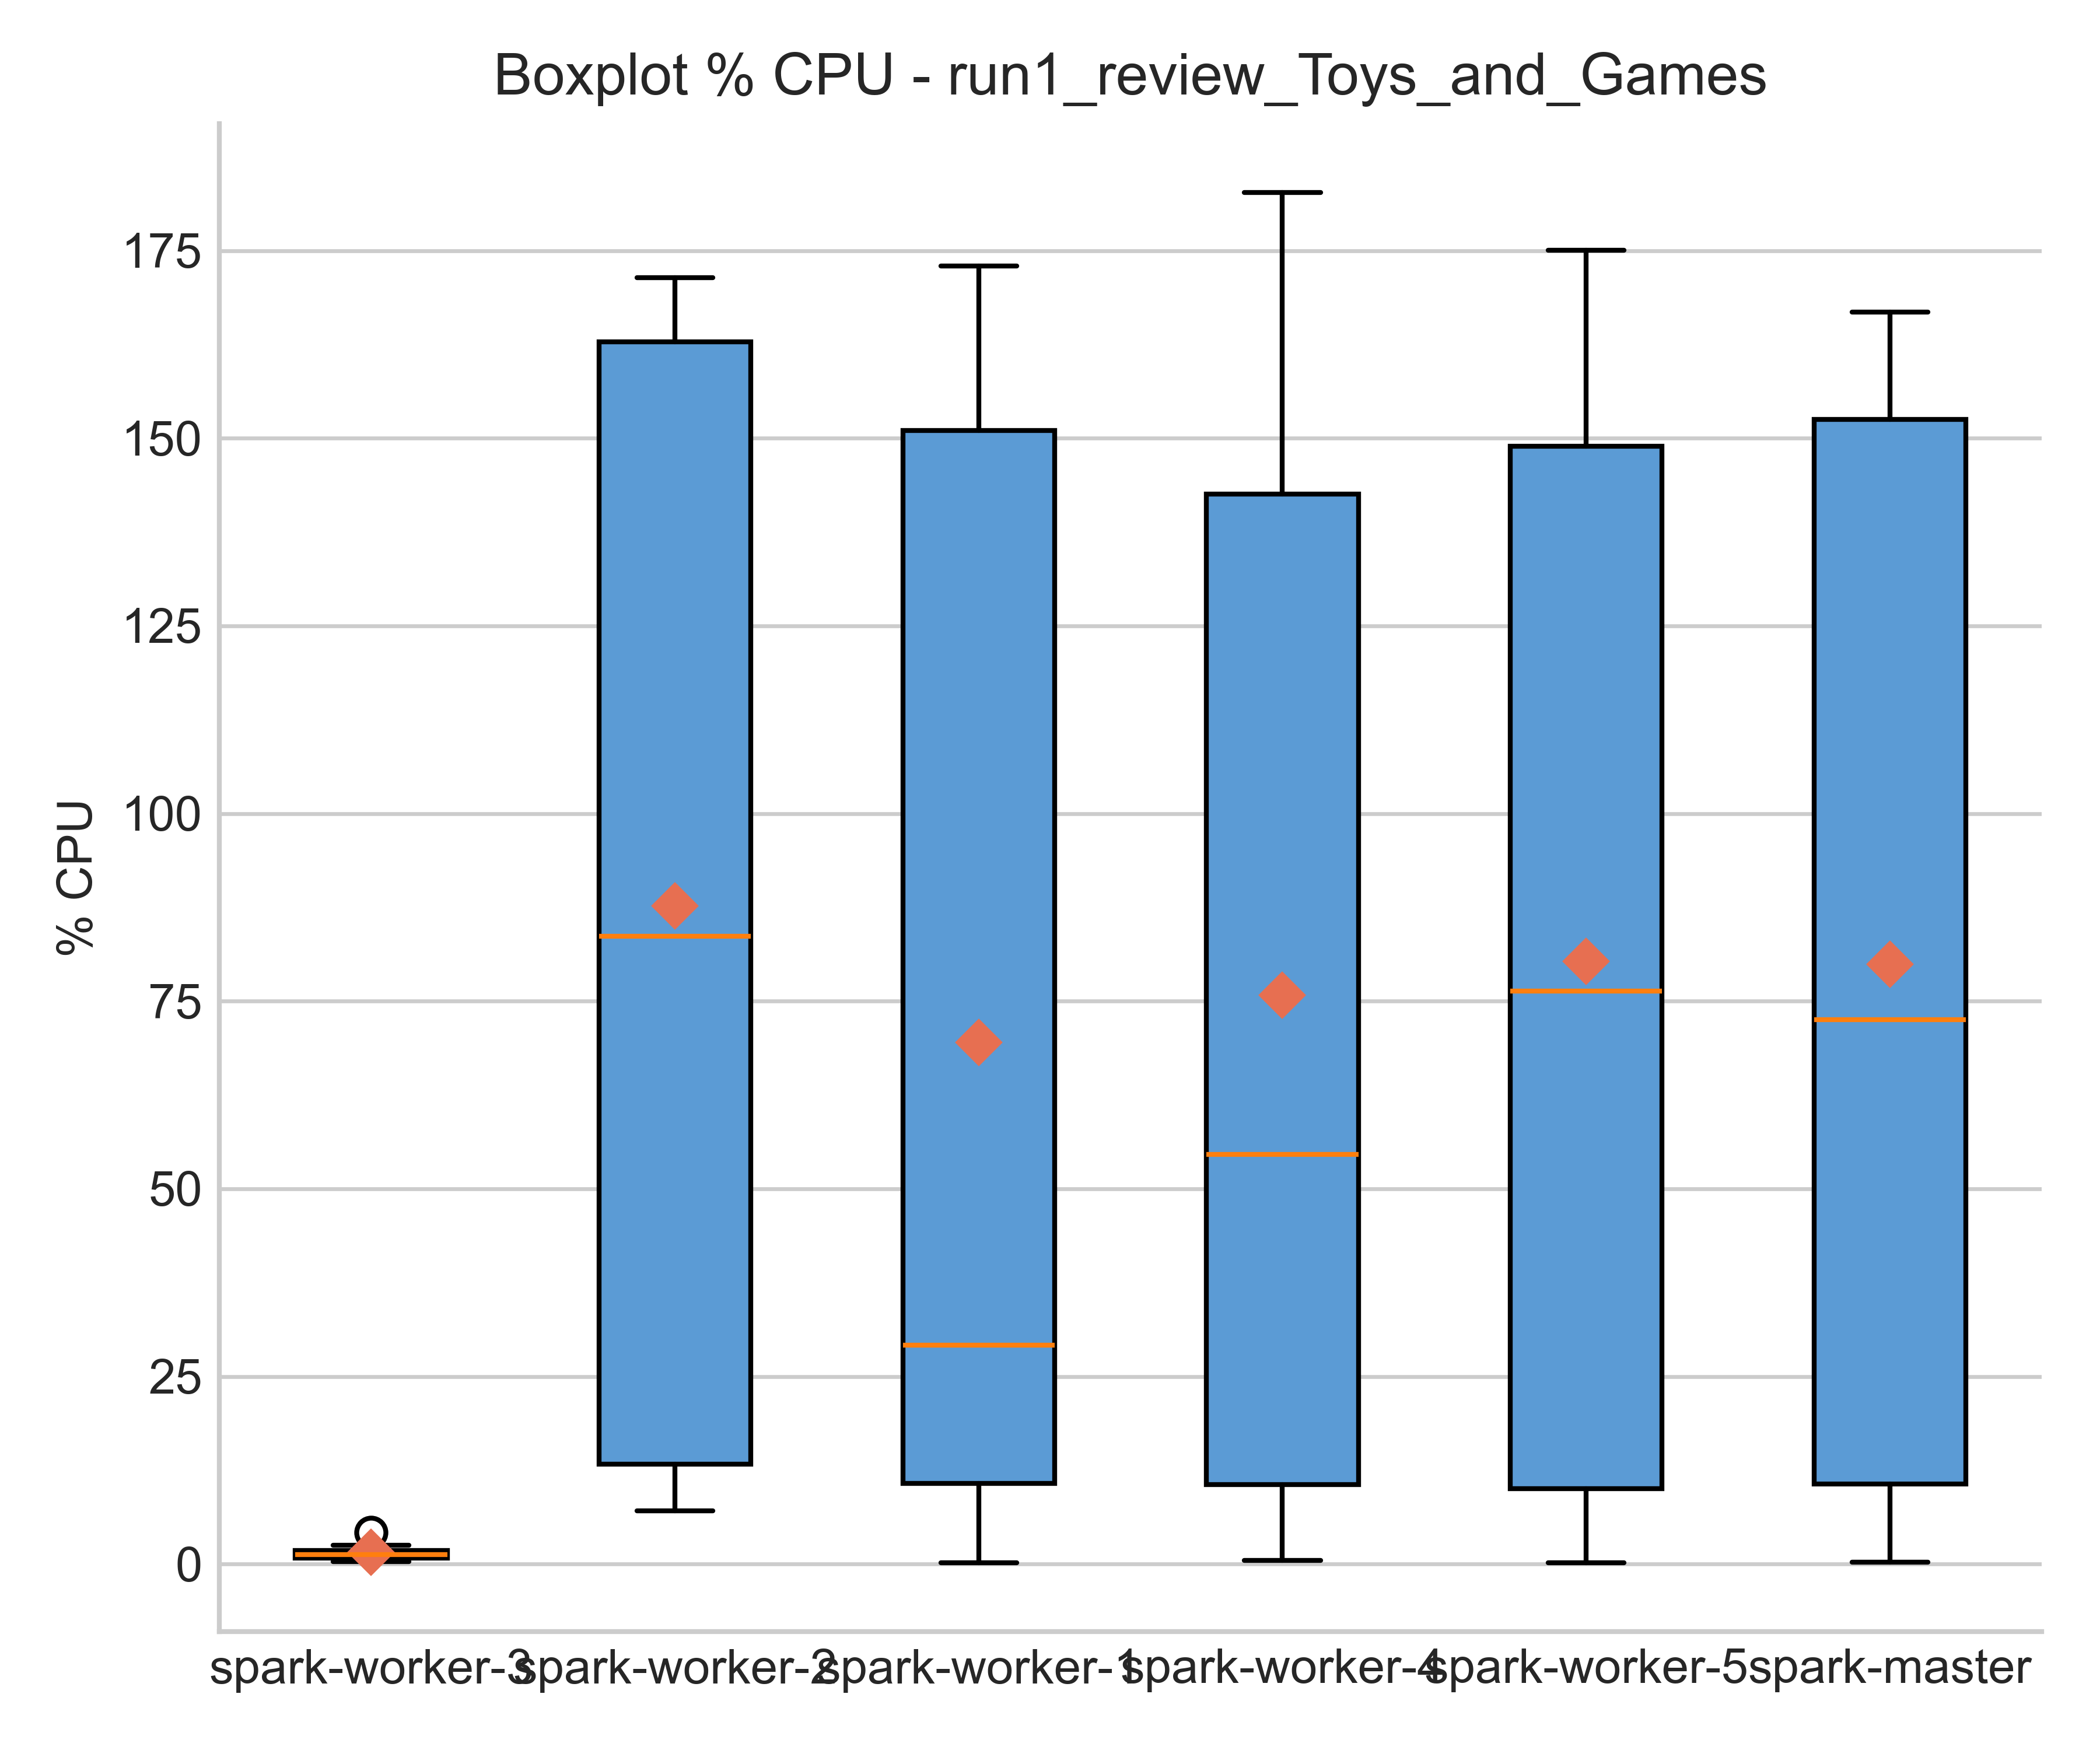 Boxplot % CPU - run1_review_Toys_and_Games
175
150
125
100
75
50
25
0
% CPU
spark-worker-3 spark-worker-2 spark-worker-1 spark-worker-4 spark-worker-5 spark-master